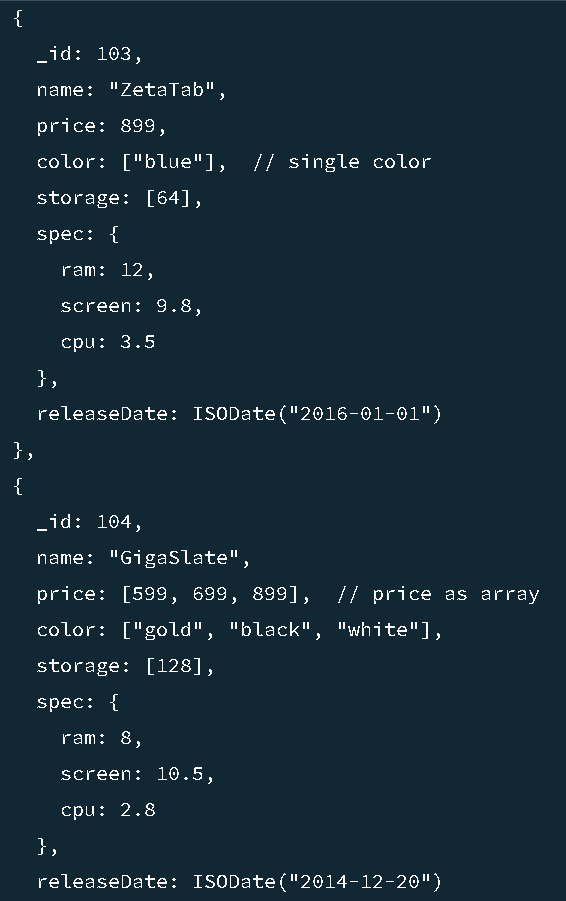 {
  _id: 103,
  name: "ZetaTab",
  price: 899,
  color: ["blue"],  // single color
  storage: [64],
  spec: {
    ram: 12,
    screen: 9.8,
    cpu: 3.5
  },
  releaseDate: ISODate("2016-01-01")
},
{
  _id: 104,
  name: "GigaSlate",
  price: [599, 699, 899],  // price as array
  color: ["gold", "black", "white"],
  storage: [128],
  spec: {
    ram: 8,
    screen: 10.5,
    cpu: 2.8
  },
  releaseDate: ISODate("2014-12-20")